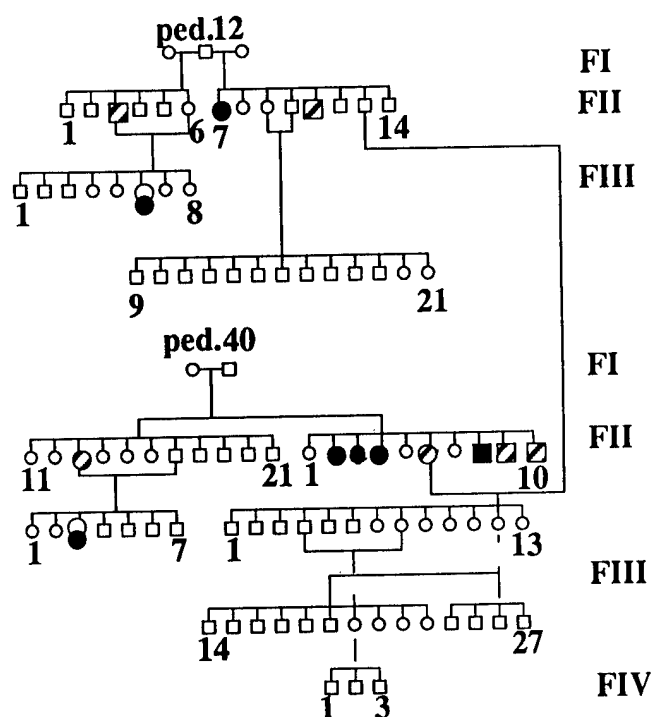 ped.12
FI
FII
1 6 7 14
FIII
1 8
9 21
ped.40
FI
FII
11 21 1 10
1 7 1 13
FIII
14 27
FIV
1 3